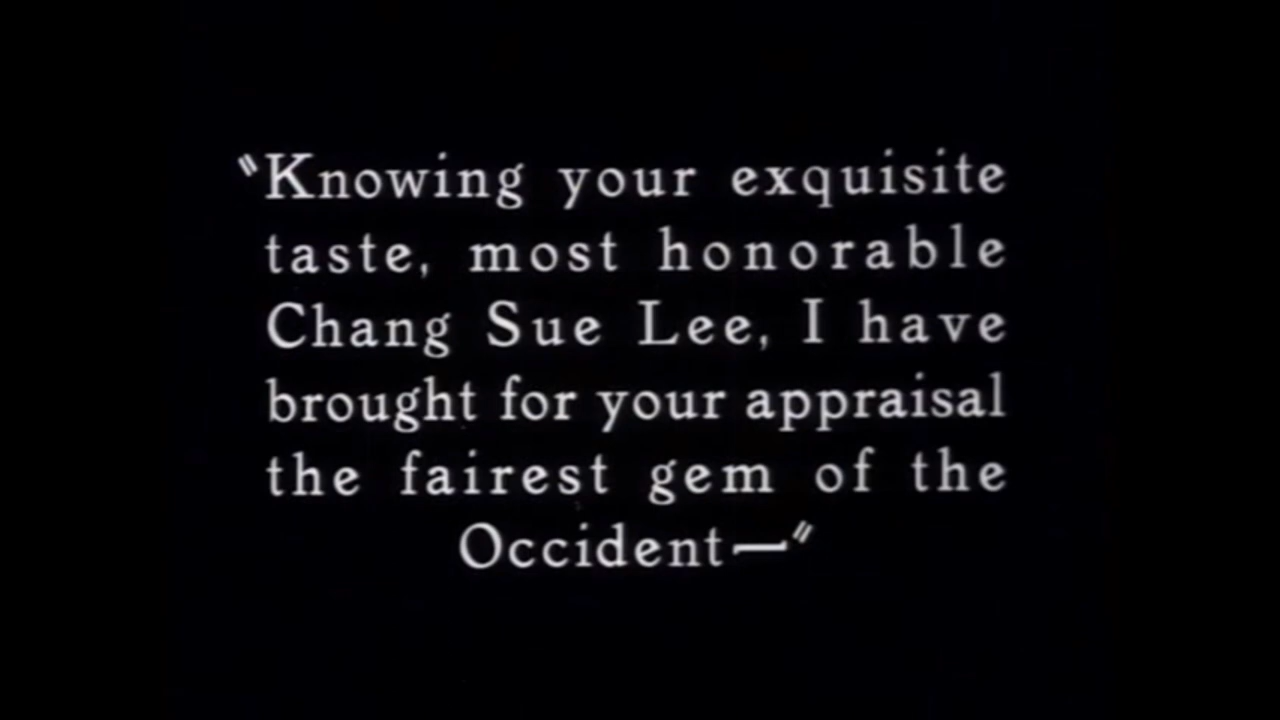 "Knowing your exquisite
taste, most honorable
Chang Sue Lee, I have
brought for your appraisal
the fairest gem of the
Occident—"